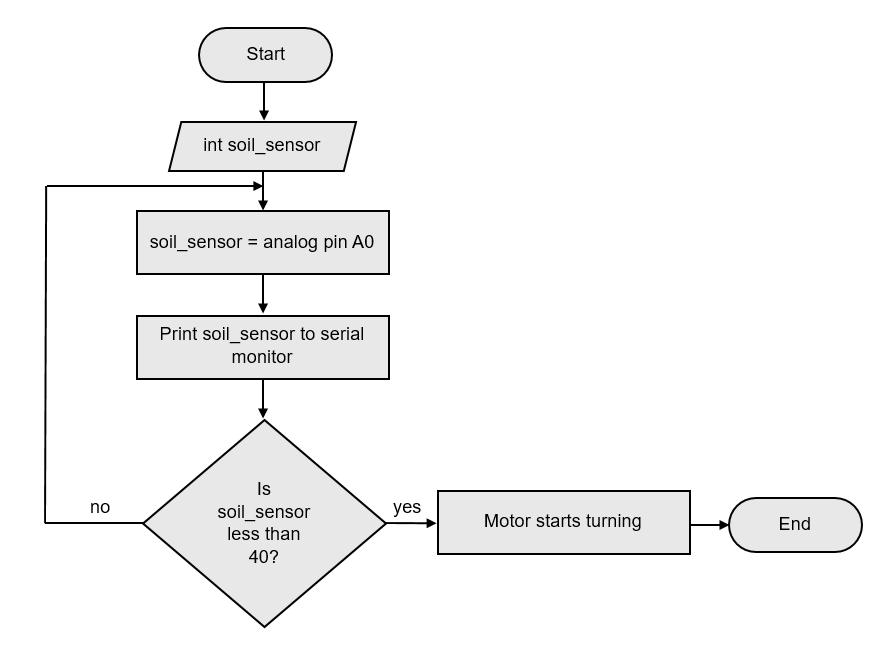 Start
int soil_sensor
soil_sensor = analog pin A0
Print soil_sensor to serial
monitor
Is
soil_sensor
less than
40?
no
yes
Motor starts turning
End